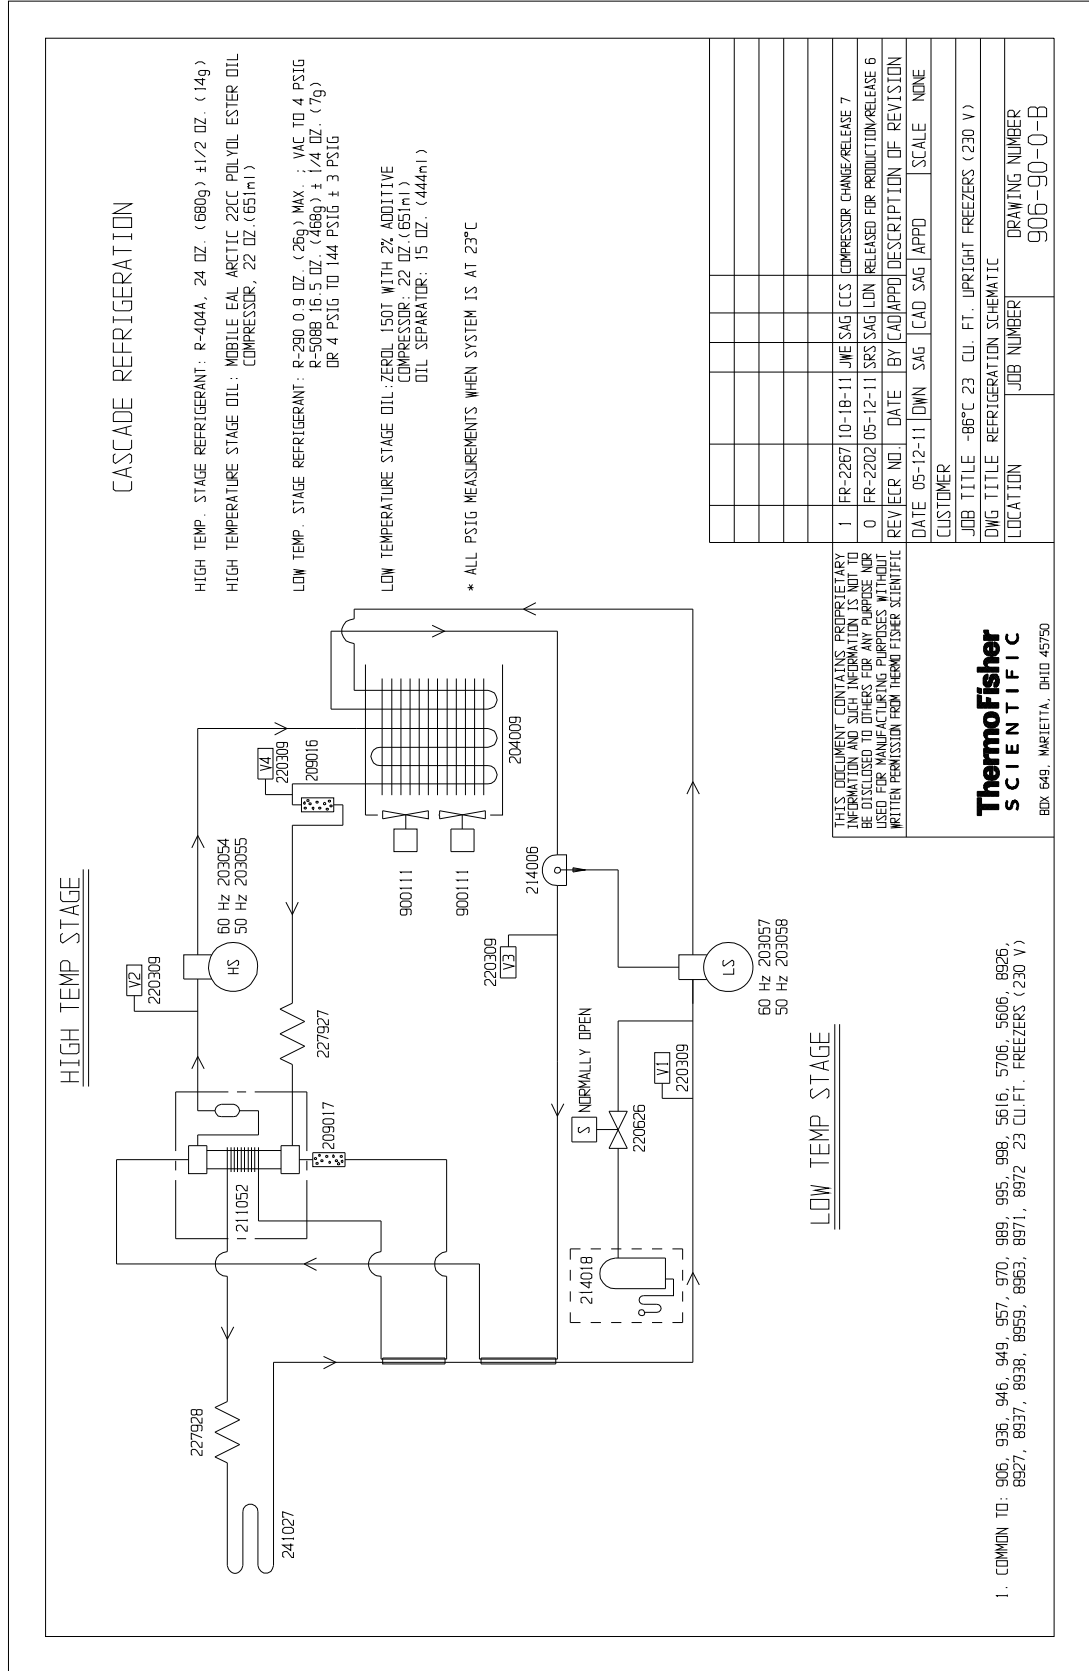 CASCADE REFRIGERATION
HIGH TEMP. STAGE REFRIGERANT: R-404A, 24 OZ. (680g) ±1/2 OZ. (14g)
HIGH TEMPERATURE STAGE OIL: MOBILE EAL ARCTIC 22CC POLYOL ESTER OIL
COMPRESSOR, 22 OZ.(651ml)
LOW TEMP. STAGE REFRIGERANT: R-290 0.9 OZ. (26g) MAX. ; VAC TO 4 PSIG
R-508B 16.5 OZ. (468g) ± 1/4 OZ. (7g)
OR 4 PSIG TO 144 PSIG ± 3 PSIG
LOW TEMPERATURE STAGE OIL:ZEROL 150T WITH 2% ADDITIVE
COMPRESSOR: 22 OZ.(651ml)
OIL SEPARATOR: 15 OZ. (444ml)
* ALL PSIG MEASUREMENTS WHEN SYSTEM IS AT 23°C
HIGH TEMP STAGE
V2
220309
HS
60 Hz 203054
50 Hz 203055
V4
220309
209016
204009
900111
900111
227927
209017
211052
227928
241027
214006
V3
220309
S
NORMALLY OPEN
220626
214018
V1
220309
LS
60 Hz 203057
50 Hz 203058
LOW TEMP STAGE
1. COMMON TO: 906, 936, 946, 949, 957, 970, 989, 995, 998, 5616, 5706, 5606, 8926,
8927, 8937, 8938, 8959, 8963, 8971, 8972 23 CU.FT. FREEZERS (230 V)
THIS DOCUMENT CONTAINS PROPRIETARY
INFORMATION AND SUCH INFORMATION IS NOT TO
BE DISCLOSED TO OTHERS FOR ANY PURPOSE NOR
USED FOR MANUFACTURING PURPOSES WITHOUT
WRITTEN PERMISSION FROM THERMO FISHER SCIENTIFIC
ThermoFisher
SCIENTIFIC
BOX 649, MARIETTA, OHIO 45750
1 FR-2267 10-18-11 JWE SAG CCS COMPRESSOR CHANGE/RELEASE 7
0 FR-2202 05-12-11 SRS SAG LDN RELEASED FOR PRODUCTION/RELEASE 6
REV ECR NO. DATE BY CAD APPD DESCRIPTION OF REVISION
DATE 05-12-11 DWN SAG CAD SAG APPD SCALE NONE
CUSTOMER
JOB TITLE -86°C 23 CU. FT. UPRIGHT FREEZERS (230 V)
DWG TITLE REFRIGERATION SCHEMATIC
LOCATION JOB NUMBER DRAWING NUMBER
906-90-0-B